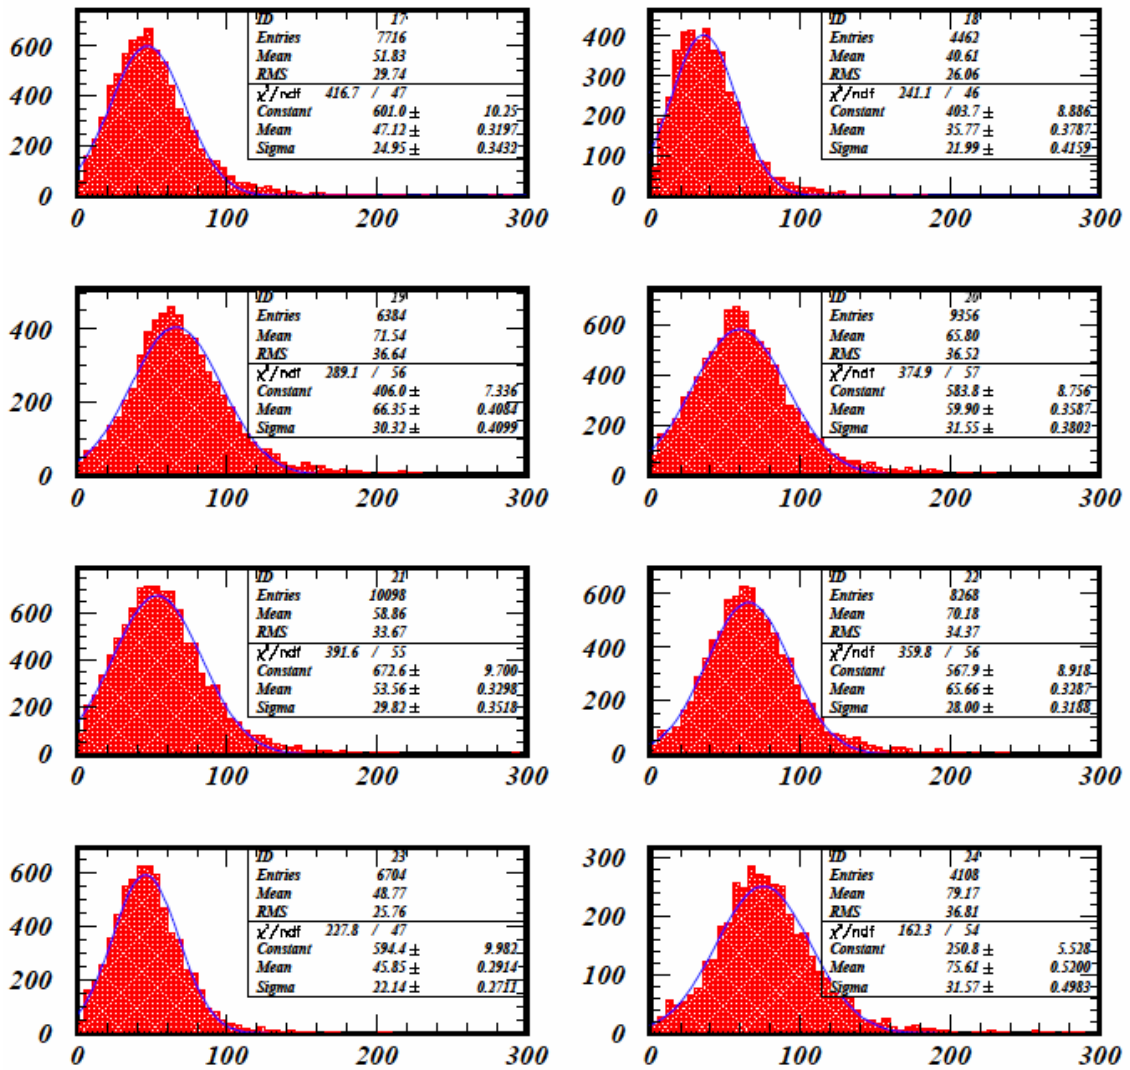 ID 17
Entries 7716
Mean 51.83
RMS 29.74
χ²/ndf 416.7 / 47
Constant 601.0 ± 10.25
Mean 47.12 ± 0.3197
Sigma 24.95 ± 0.3432
600
400
200
0
0 100 200 300
ID 18
Entries 4462
Mean 40.61
RMS 26.06
χ²/ndf 241.1 / 46
Constant 403.7 ± 8.886
Mean 35.77 ± 0.3787
Sigma 21.99 ± 0.4159
400
300
200
100
0
0 100 200 300
ID 19
Entries 6384
Mean 71.54
RMS 36.64
χ²/ndf 289.1 / 56
Constant 406.0 ± 7.336
Mean 66.35 ± 0.4084
Sigma 30.32 ± 0.4099
400
200
0
0 100 200 300
ID 20
Entries 9356
Mean 65.80
RMS 36.52
χ²/ndf 374.9 / 57
Constant 583.8 ± 8.756
Mean 59.90 ± 0.3587
Sigma 31.55 ± 0.3802
600
400
200
0
0 100 200 300
ID 21
Entries 10098
Mean 58.86
RMS 33.67
χ²/ndf 391.6 / 55
Constant 672.6 ± 9.700
Mean 53.56 ± 0.3298
Sigma 29.82 ± 0.3518
600
400
200
0
0 100 200 300
ID 22
Entries 8268
Mean 70.18
RMS 34.37
χ²/ndf 359.8 / 56
Constant 567.9 ± 8.918
Mean 65.66 ± 0.3287
Sigma 28.00 ± 0.3188
600
400
200
0
0 100 200 300
ID 23
Entries 6704
Mean 48.77
RMS 25.76
χ²/ndf 227.8 / 47
Constant 594.4 ± 9.982
Mean 45.85 ± 0.2914
Sigma 22.14 ± 0.2711
600
400
200
0
0 100 200 300
ID 24
Entries 4108
Mean 79.17
RMS 36.81
χ²/ndf 162.3 / 54
Constant 250.8 ± 5.528
Mean 75.61 ± 0.5200
Sigma 31.57 ± 0.4983
300
200
100
0
0 100 200 300